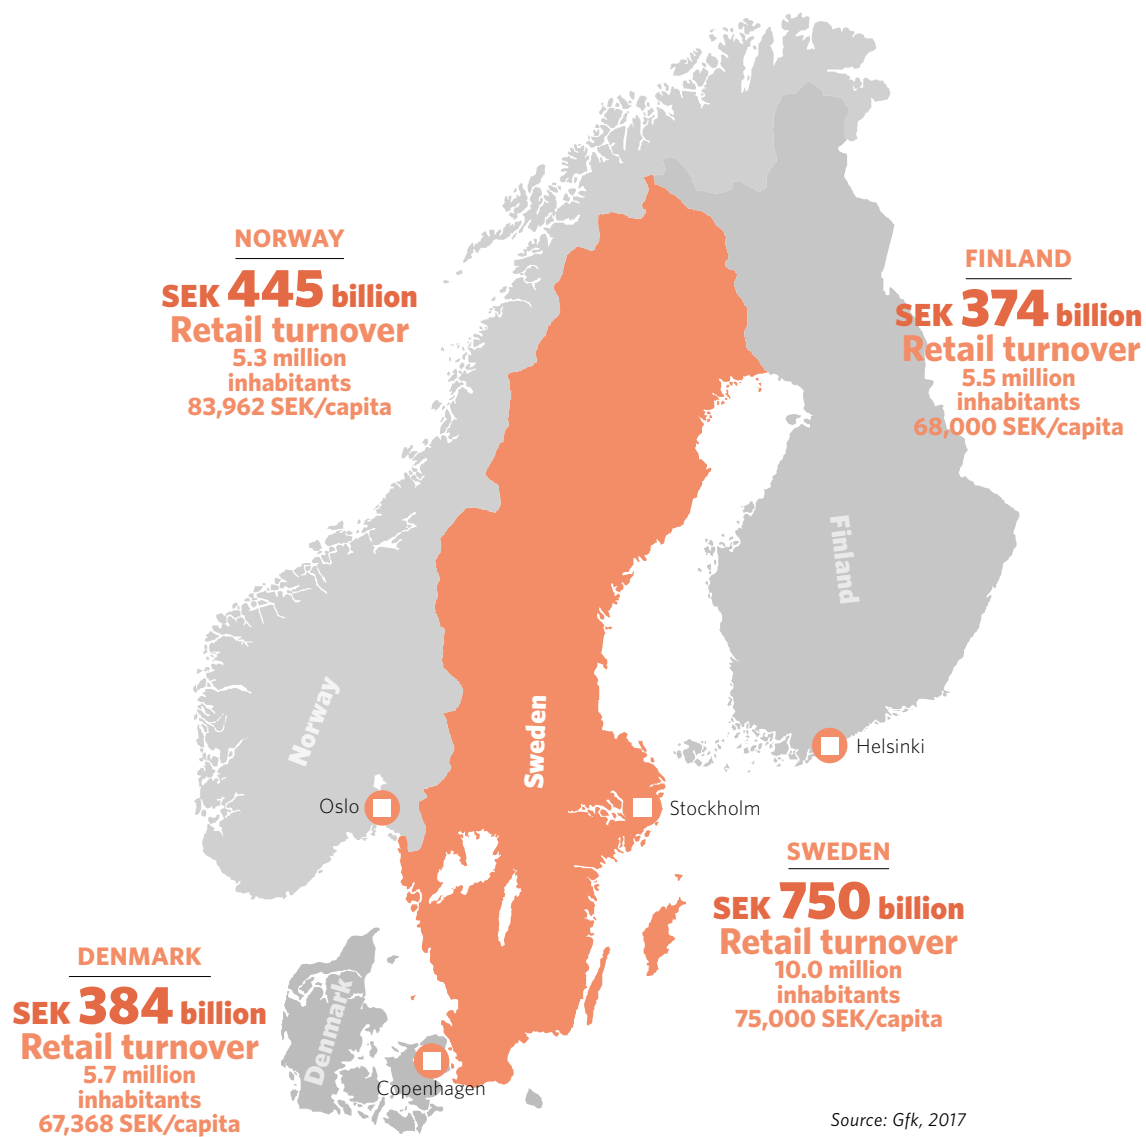 NORWAY
SEK 445 billion
Retail turnover
5.3 million
inhabitants
83,962 SEK/capita
FINLAND
SEK 374 billion
Retail turnover
5.5 million
inhabitants
68,000 SEK/capita
Finland
Norway
Sweden
Helsinki
Oslo
Stockholm
SWEDEN
SEK 750 billion
Retail turnover
10.0 million
inhabitants
75,000 SEK/capita
DENMARK
SEK 384 billion
Retail turnover
5.7 million
inhabitants
67,368 SEK/capita
Denmark
Copenhagen
Source: Gfk, 2017